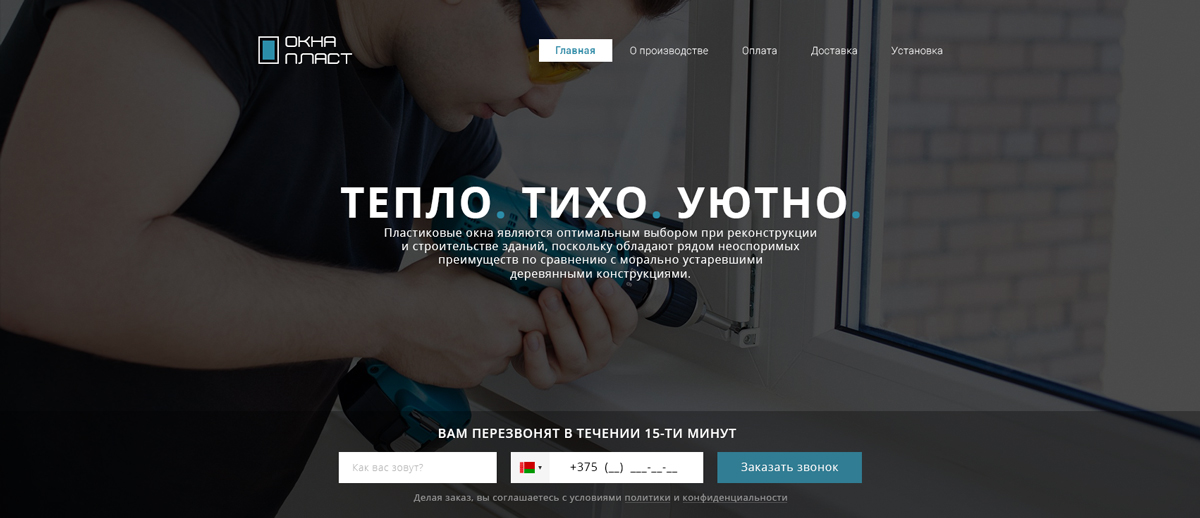 ОКНА
ПЛАСТ
Главная
О производстве
Оплата
Доставка
Установка
ТЕПЛО. ТИХО. УЮТНО.
Пластиковые окна являются оптимальным выбором при реконструкции
и строительстве зданий, поскольку обладают рядом неоспоримых
преимуществ по сравнению с морально устаревшими
деревянными конструкциями.
ВАМ ПЕРЕЗВОНЯТ В ТЕЧЕНИИ 15-ТИ МИНУТ
Как вас зовут?
+375 (__) ___-__-__
Заказать звонок
Делая заказ, вы соглашаетесь с условиями политики и конфиденциальности